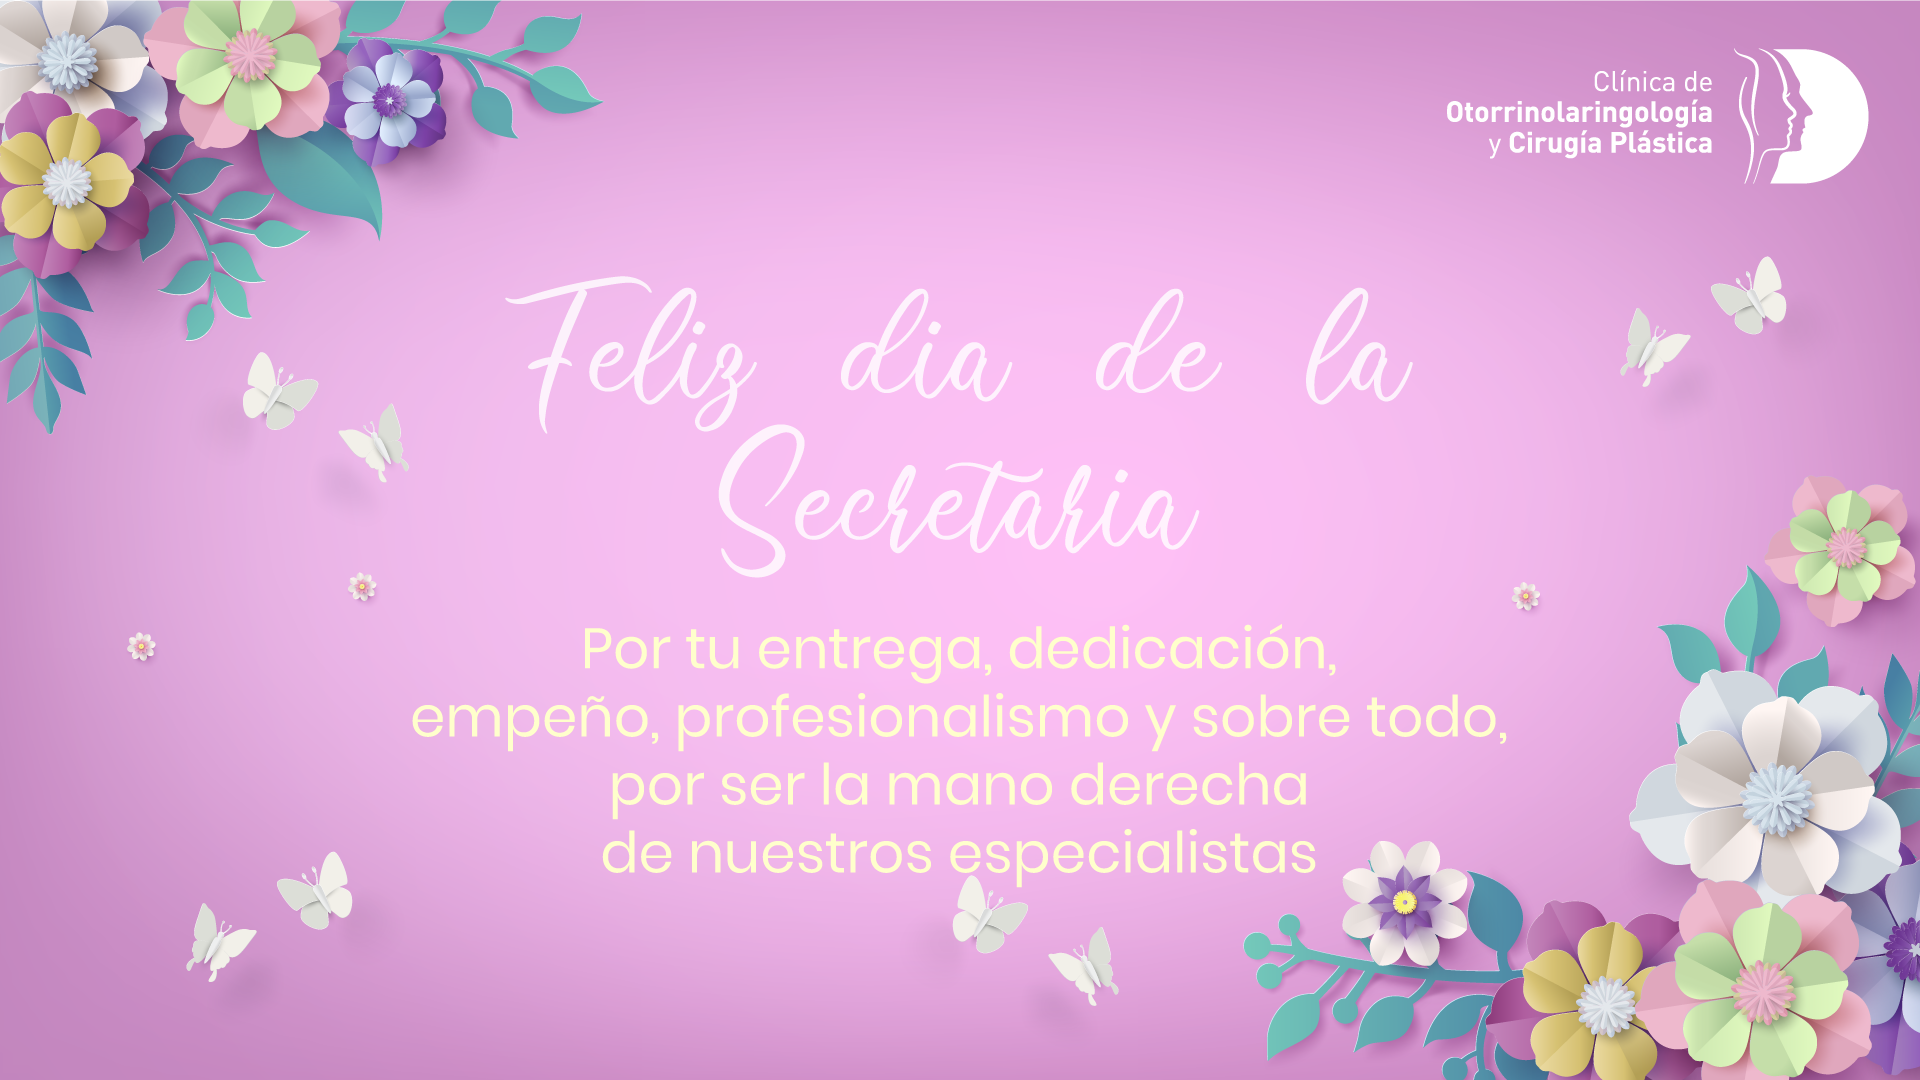 Clínica de
Otorrinolaringología
y Cirugía Plástica
Feliz dia de la
Secretaria
Por tu entrega, dedicación,
empeño, profesionalismo y sobre todo,
por ser la mano derecha
de nuestros especialistas